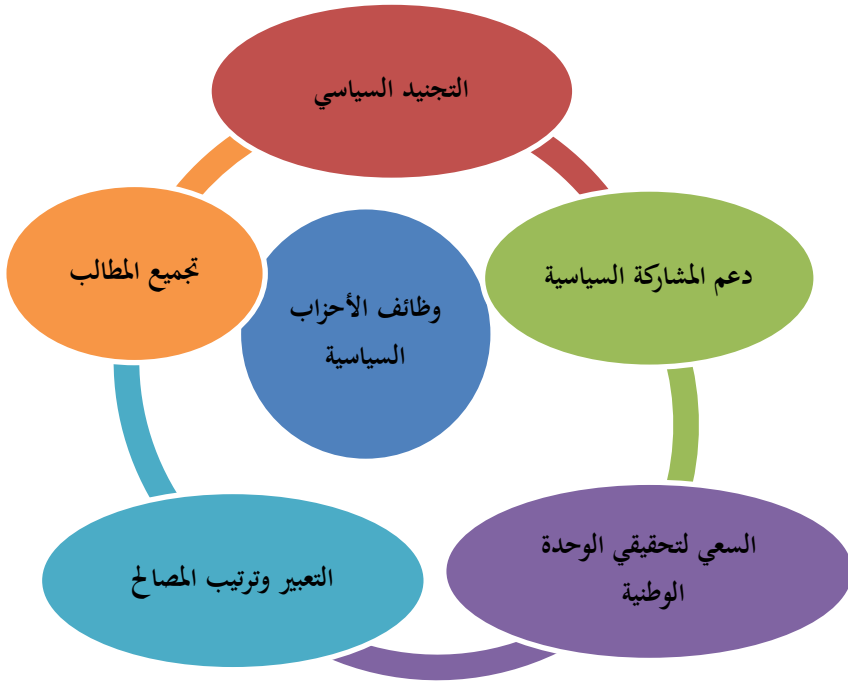 التجنيد السياسي
دعم المشاركة السياسية
تجميع المطالب
وظائف الأحزاب
السياسية
السعي لتحقيقي الوحدة
الوطنية
التعبير وترتيب المصالح